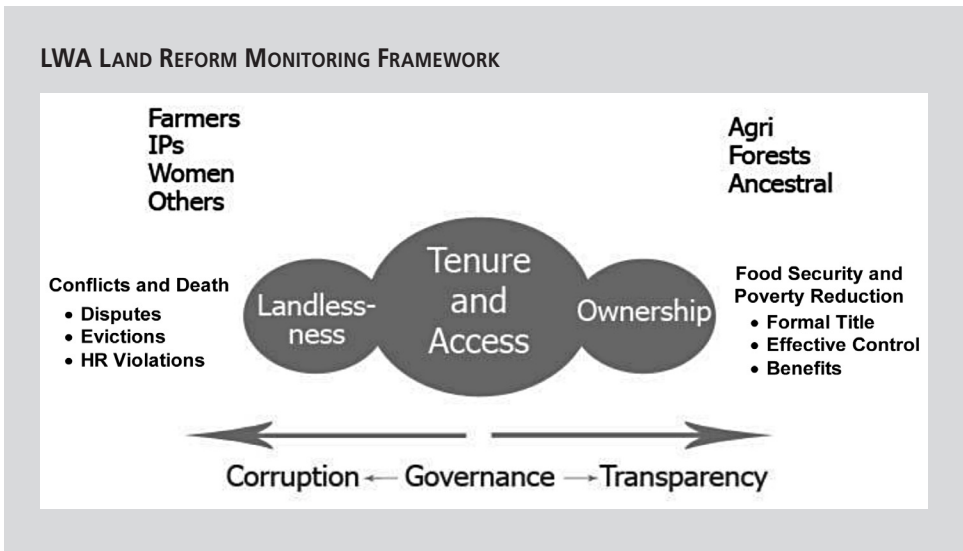 LWA LAND REFORM MONITORING FRAMEWORK
Farmers
IPs
Women
Others
Agri
Forests
Ancestral
Conflicts and Death
• Disputes
• Evictions
• HR Violations
Landless-
ness
Tenure
and
Access
Ownership
Food Security and
Poverty Reduction
• Formal Title
• Effective Control
• Benefits
Corruption ← Governance → Transparency